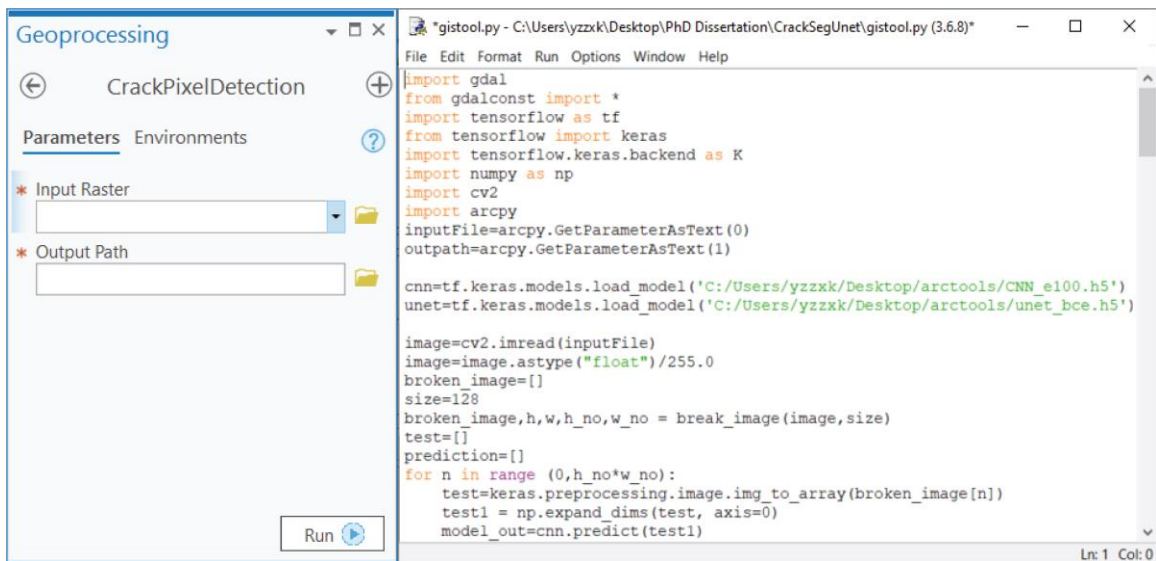 Geoprocessing
CrackPixelDetection
Parameters Environments
?
* Input Raster
* Output Path
Run
*gistool.py - C:\Users\yzzxk\Desktop\PhD Dissertation\CrackSegUnet\gistool.py (3.6.8)*
File Edit Format Run Options Window Help
import gdal
from gdalconst import *
import tensorflow as tf
from tensorflow import keras
import tensorflow.keras.backend as K
import numpy as np
import cv2
import arcpy
inputFile=arcpy.GetParameterAsText(0)
outpath=arcpy.GetParameterAsText(1)
cnn=tf.keras.models.load_model('C:/Users/yzzxk/Desktop/arctools/CNN_e100.h5')
unet=tf.keras.models.load_model('C:/Users/yzzxk/Desktop/arctools/unet_bce.h5')
image=cv2.imread(inputFile)
image=image.astype("float")/255.0
broken_image=[]
size=128
broken_image,h,w,h_no,w_no = break_image(image,size)
test=[]
prediction=[]
for n in range (0,h_no*w_no):
    test=keras.preprocessing.image.img_to_array(broken_image[n])
    test1 = np.expand_dims(test, axis=0)
    model_out=cnn.predict(test1)
Ln: 1 Col: 0